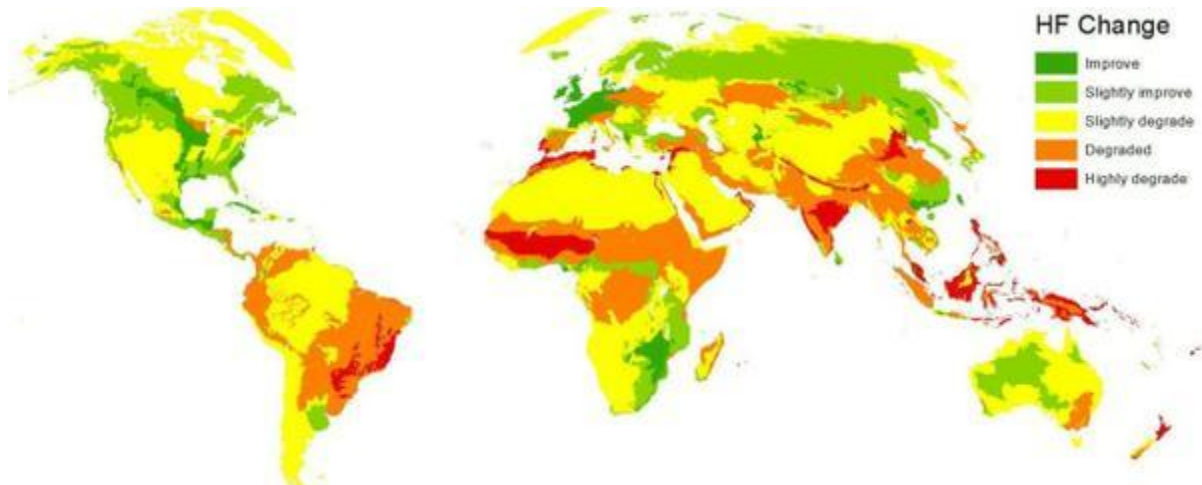 HF Change
Improve
Slightly improve
Slightly degrade
Degraded
Highly degrade